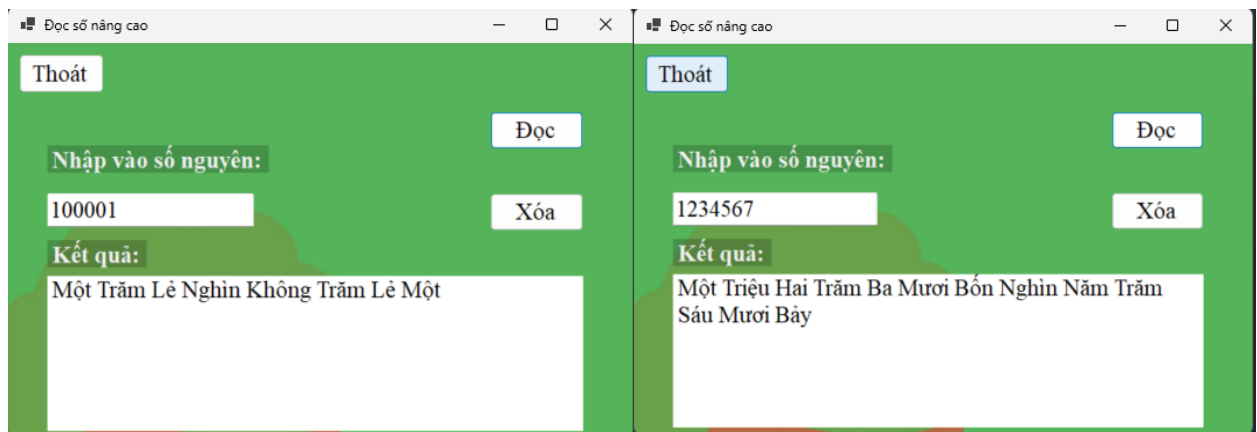 Đọc số nâng cao
Thoát
Đọc
Nhập vào số nguyên:
100001
Xóa
Kết quả:
Một Trăm Lẻ Nghìn Không Trăm Lẻ Một
Đọc số nâng cao
Thoát
Đọc
Nhập vào số nguyên:
1234567
Xóa
Kết quả:
Một Triệu Hai Trăm Ba Mươi Bốn Nghìn Năm Trăm
Sáu Mươi Bảy